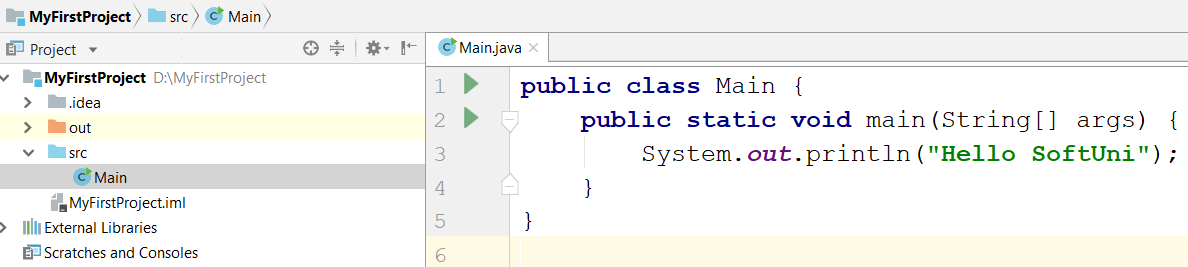 MyFirstProject src Main
Project
Main.java
MyFirstProject D:\MyFirstProject
.idea
out
src
Main
MyFirstProject.iml
External Libraries
Scratches and Consoles
1 public class Main {
2     public static void main(String[] args) {
3         System.out.println("Hello SoftUni");
4     }
5 }
6